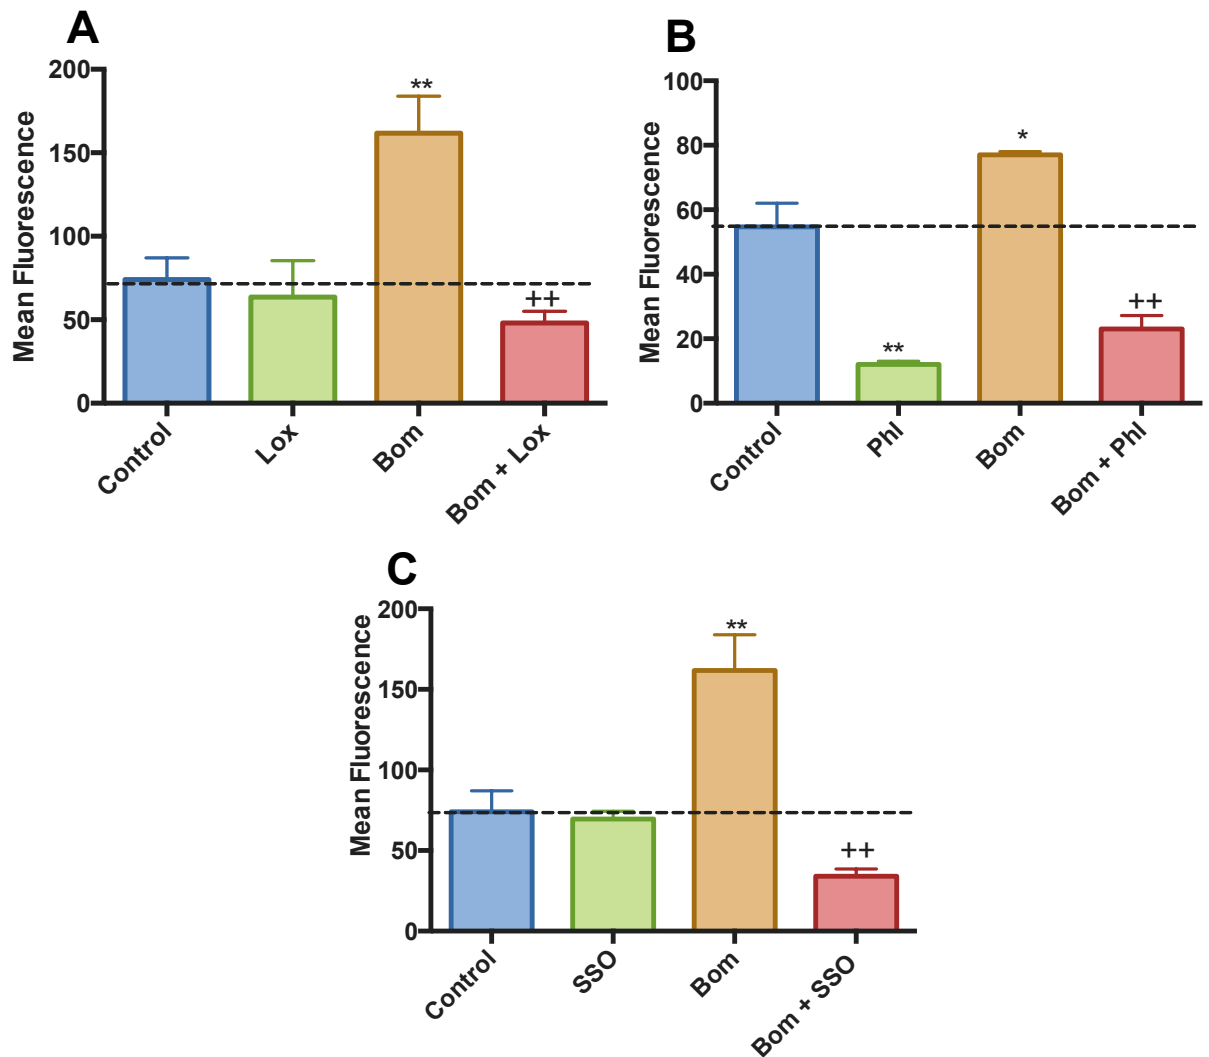 A
Mean Fluorescence
200
150
100
50
0
**
++
Control
Lox
Bom
Bom + Lox
B
Mean Fluorescence
100
80
60
40
20
0
**
*
++
Control
Phl
Bom
Bom + Phl
C
Mean Fluorescence
200
150
100
50
0
**
++
Control
SSO
Bom
Bom + SSO